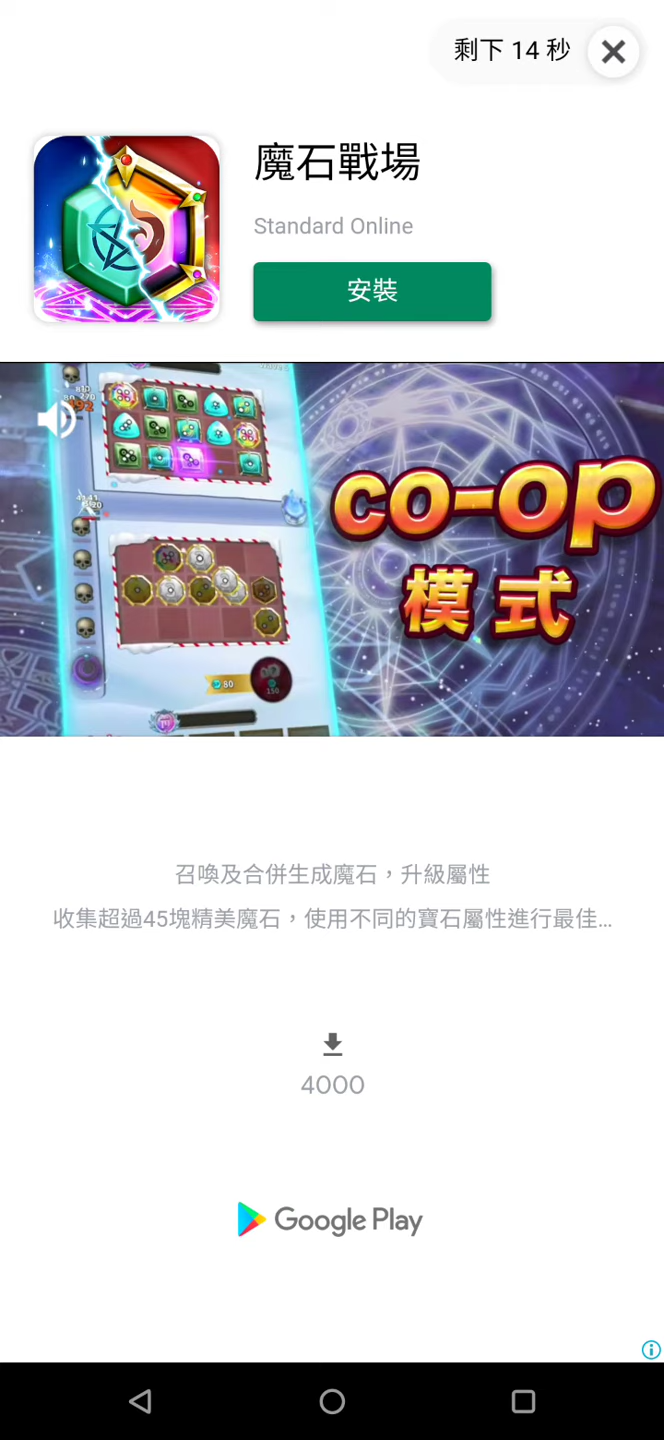 剩下 14 秒
魔石戰場
Standard Online
安裝
co-op
模式
80
150
召喚及合併生成魔石，升級屬性
收集超過45塊精美魔石，使用不同的寶石屬性進行最佳...
4000
Google Play